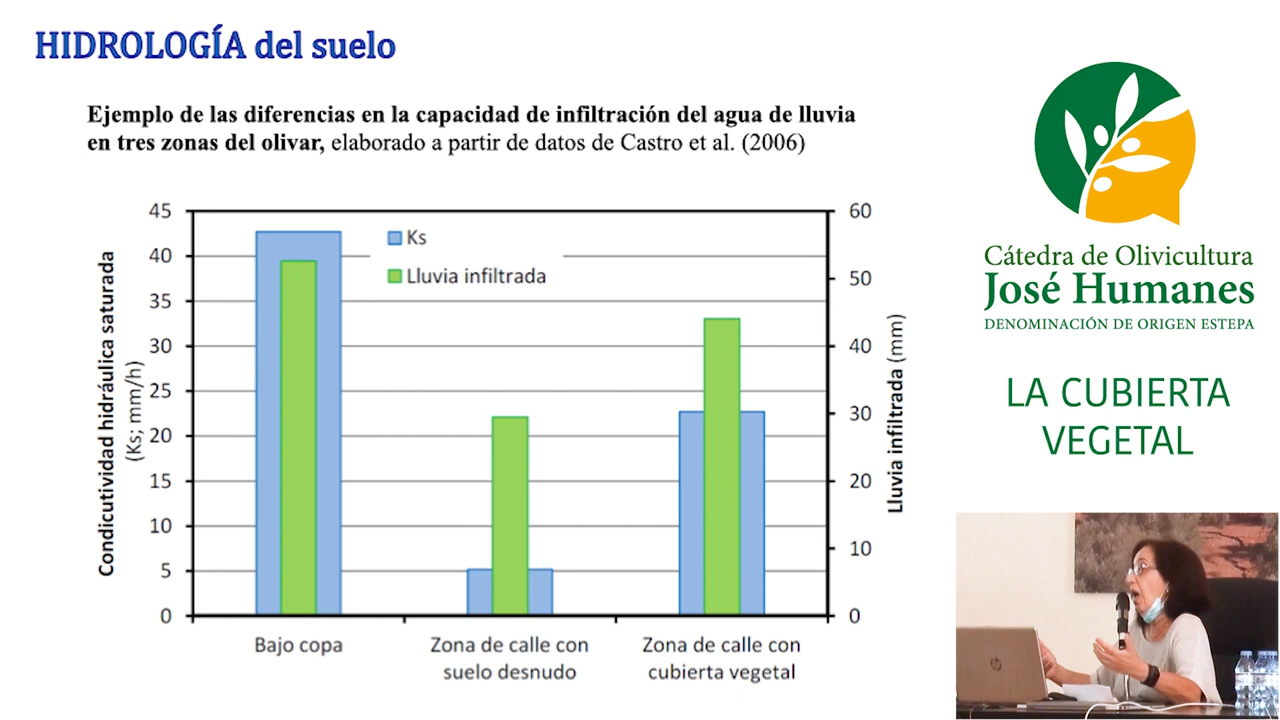 HIDROLOGÍA del suelo
Ejemplo de las diferencias en la capacidad de infiltración del agua de lluvia
en tres zonas del olivar, elaborado a partir de datos de Castro et al. (2006)
Condicutividad hidráulica saturada
(Ks; mm/h)
45
40
35
30
25
20
15
10
5
0
Ks
Lluvia infiltrada
60
50
40
30
20
10
0
Lluvia infiltrada (mm)
Bajo copa
Zona de calle con
suelo desnudo
Zona de calle con
cubierta vegetal
Cátedra de Olivicultura
José Humanes
DENOMINACIÓN DE ORIGEN ESTEPA
LA CUBIERTA
VEGETAL
hp